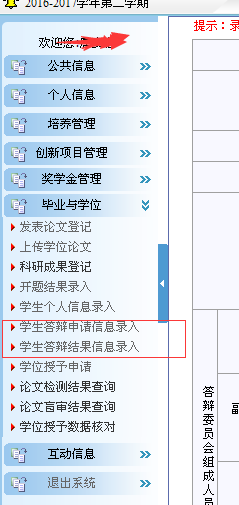 2016-2017学年第二学期
提示：录
欢迎您
公共信息
个人信息
培养管理
创新项目管理
奖学金管理
毕业与学位
发表论文登记
上传学位论文
科研成果登记
开题结果录入
学生个人信息录入
学生答辩申请信息录入
学生答辩结果信息录入
学位授予申请
论文检测结果查询
论文盲审结果查询
学位授予数据核对
互动信息
退出系统
答辩委员会组成人员
副